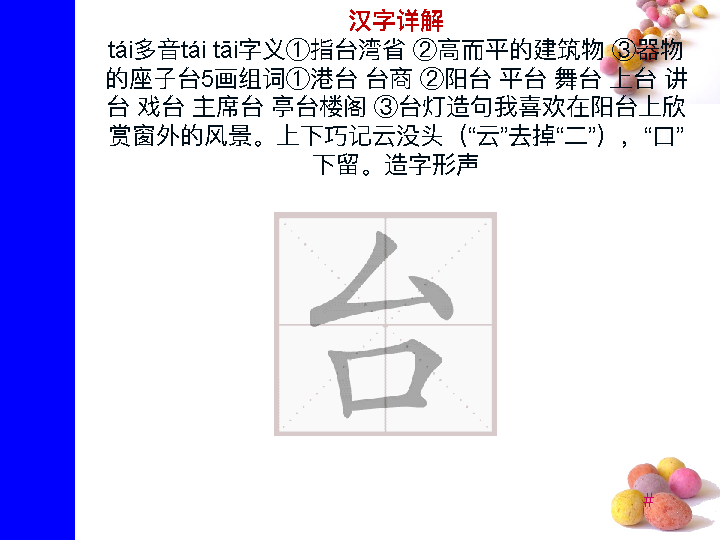 汉字详解
tái多音tái tāi字义①指台湾省 ②高而平的建筑物 ③器物
的座子台5画组词①港台 台商 ②阳台 平台 舞台 上台 讲
台 戏台 主席台 亭台楼阁 ③台灯造句我喜欢在阳台上欣
赏窗外的风景。上下巧记云没头（“云”去掉“二”），“口”
下留。造字形声
台
#